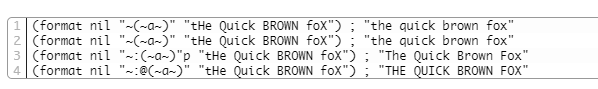 1 (format nil "~(~a~)" "tHe Quick BROWN foX") ; "the quick brown fox"
2 (format nil "~(~a~)" "tHe Quick BROWN foX") ; "the quick brown fox"
3 (format nil "~:(~a~)"p "tHe Quick BROWN foX") ; "The Quick Brown Fox"
4 (format nil "~:@(~a~)" "tHe Quick BROWN foX") ; "THE QUICK BROWN FOX"